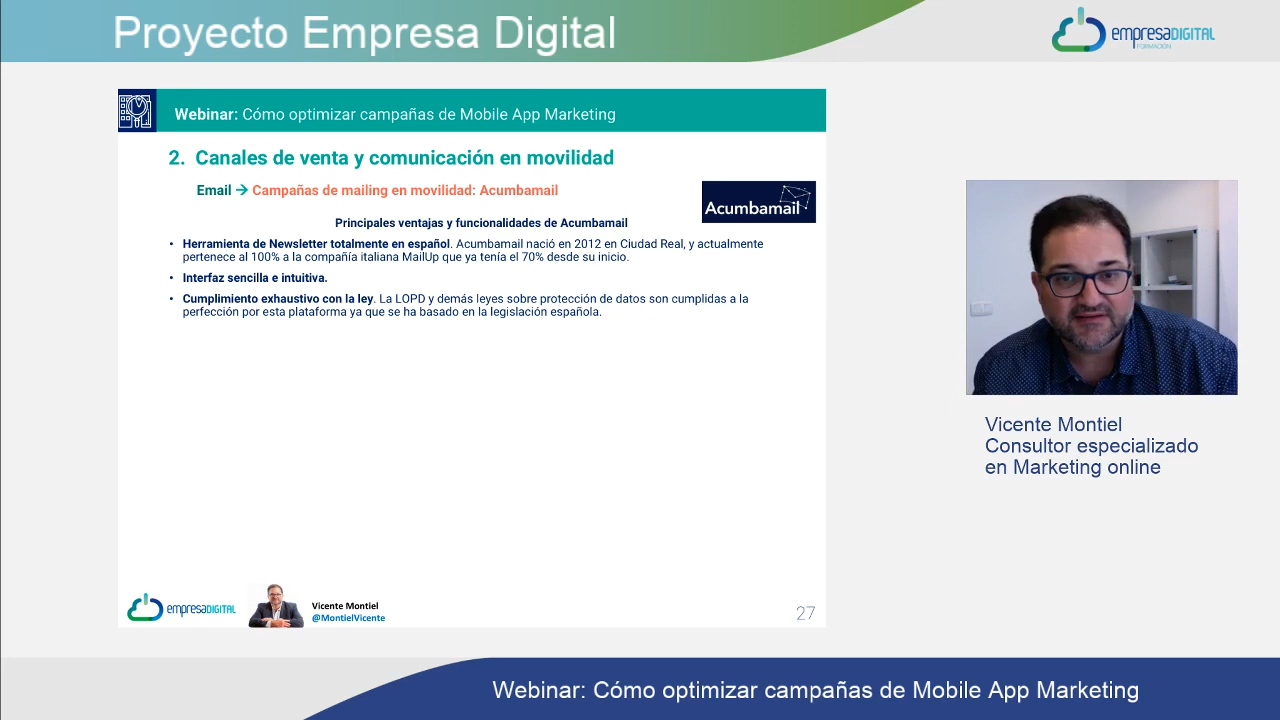 Proyecto Empresa Digital
empresaDIGITAL
FORMACIÓN
Webinar: Cómo optimizar campañas de Mobile App Marketing
2. Canales de venta y comunicación en movilidad
Email → Campañas de mailing en movilidad: Acumbamail
Acumbamail
Principales ventajas y funcionalidades de Acumbamail
• Herramienta de Newsletter totalmente en español. Acumbamail nació en 2012 en Ciudad Real, y actualmente
pertenece al 100% a la compañía italiana MailUp que ya tenía el 70% desde su inicio.
• Interfaz sencilla e intuitiva.
• Cumplimiento exhaustivo con la ley. La LOPD y demás leyes sobre protección de datos son cumplidas a la
perfección por esta plataforma ya que se ha basado en la legislación española.
Vicente Montiel
Consultor especializado
en Marketing online
empresaDIGITAL
Vicente Montiel
@MontielVicente
27
Webinar: Cómo optimizar campañas de Mobile App Marketing